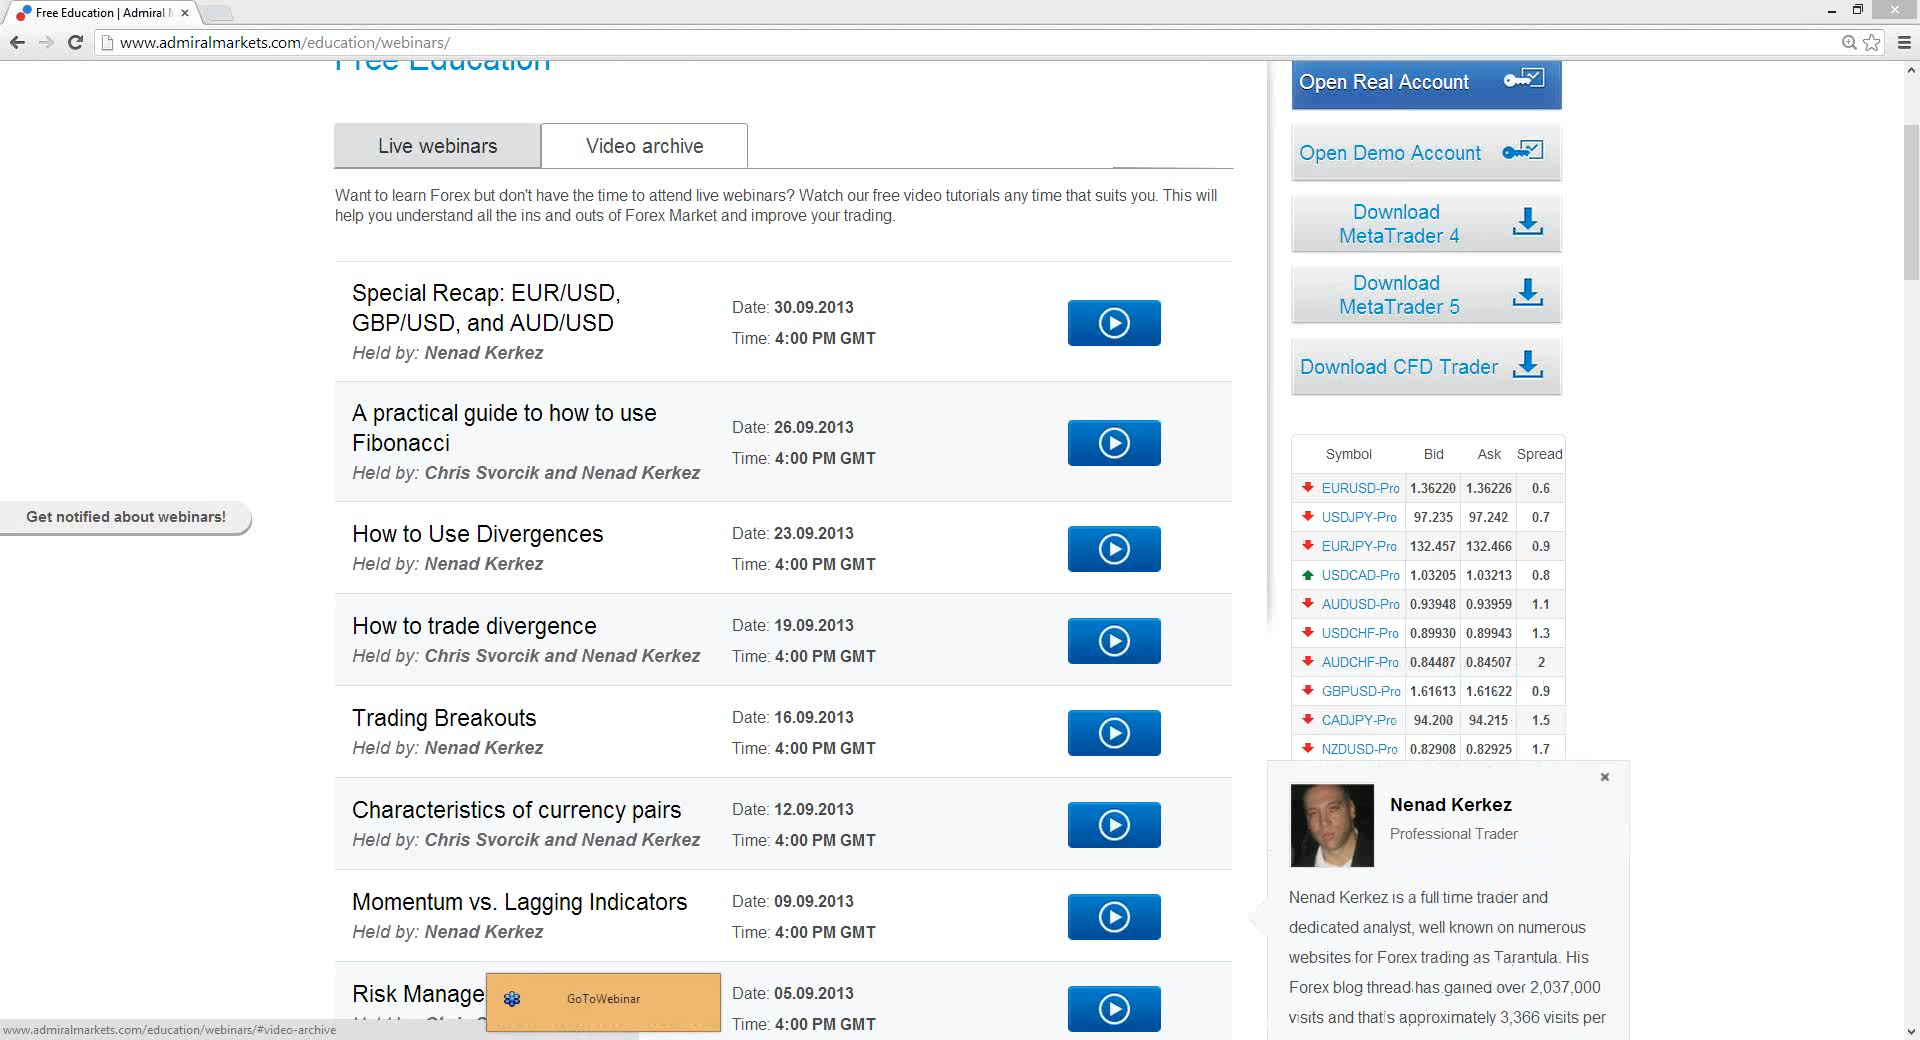 Free Education | Admiral M
www.admiralmarkets.com/education/webinars/
Free Education
Live webinars
Video archive
Want to learn Forex but don't have the time to attend live webinars? Watch our free video tutorials any time that suits you. This will
help you understand all the ins and outs of Forex Market and improve your trading.
Special Recap: EUR/USD,
GBP/USD, and AUD/USD
Held by: Nenad Kerkez
Date: 30.09.2013
Time: 4:00 PM GMT
A practical guide to how to use
Fibonacci
Held by: Chris Svorcik and Nenad Kerkez
Date: 26.09.2013
Time: 4:00 PM GMT
How to Use Divergences
Held by: Nenad Kerkez
Date: 23.09.2013
Time: 4:00 PM GMT
How to trade divergence
Held by: Chris Svorcik and Nenad Kerkez
Date: 19.09.2013
Time: 4:00 PM GMT
Trading Breakouts
Held by: Nenad Kerkez
Date: 16.09.2013
Time: 4:00 PM GMT
Characteristics of currency pairs
Held by: Chris Svorcik and Nenad Kerkez
Date: 12.09.2013
Time: 4:00 PM GMT
Momentum vs. Lagging Indicators
Held by: Nenad Kerkez
Date: 09.09.2013
Time: 4:00 PM GMT
Risk Manage
Date: 05.09.2013
Time: 4:00 PM GMT
GoToWebinar
Get notified about webinars!
www.admiralmarkets.com/education/webinars/#video-archive
Open Real Account
Open Demo Account
Download
MetaTrader 4
Download
MetaTrader 5
Download CFD Trader
Symbol Bid Ask Spread
EURUSD-Pro 1.36220 1.36226 0.6
USDJPY-Pro 97.235 97.242 0.7
EURJPY-Pro 132.457 132.466 0.9
USDCAD-Pro 1.03205 1.03213 0.8
AUDUSD-Pro 0.93948 0.93959 1.1
USDCHF-Pro 0.89930 0.89943 1.3
AUDCHF-Pro 0.84487 0.84507 2
GBPUSD-Pro 1.61613 1.61622 0.9
CADJPY-Pro 94.200 94.215 1.5
NZDUSD-Pro 0.82908 0.82925 1.7
Nenad Kerkez
Professional Trader
Nenad Kerkez is a full time trader and
dedicated analyst, well known on numerous
websites for Forex trading as Tarantula. His
Forex blog thread has gained over 2,037,000
visits and that's approximately 3,366 visits per